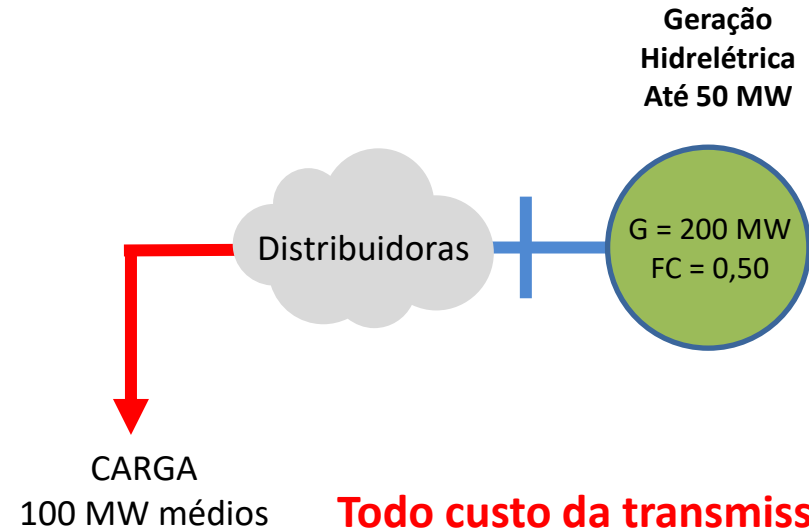 Geração
Hidrelétrica
Até 50 MW
G = 200 MW
FC = 0,50
Distribuidoras
CARGA
100 MW médios
Todo custo da